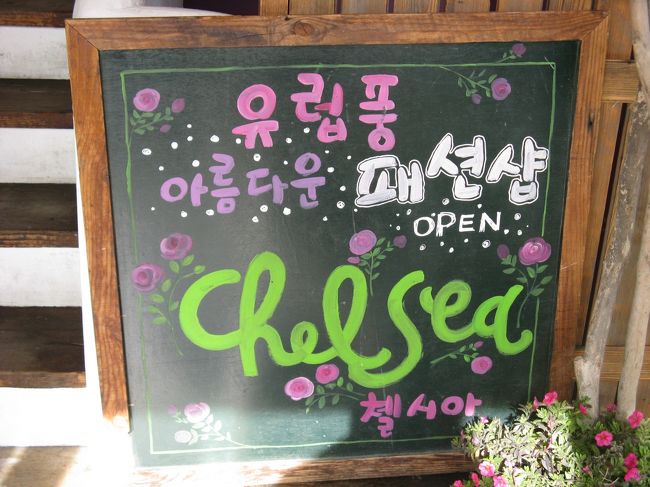 유럽풍
아름다운 패션샵
OPEN..
Chelsea
첼시아